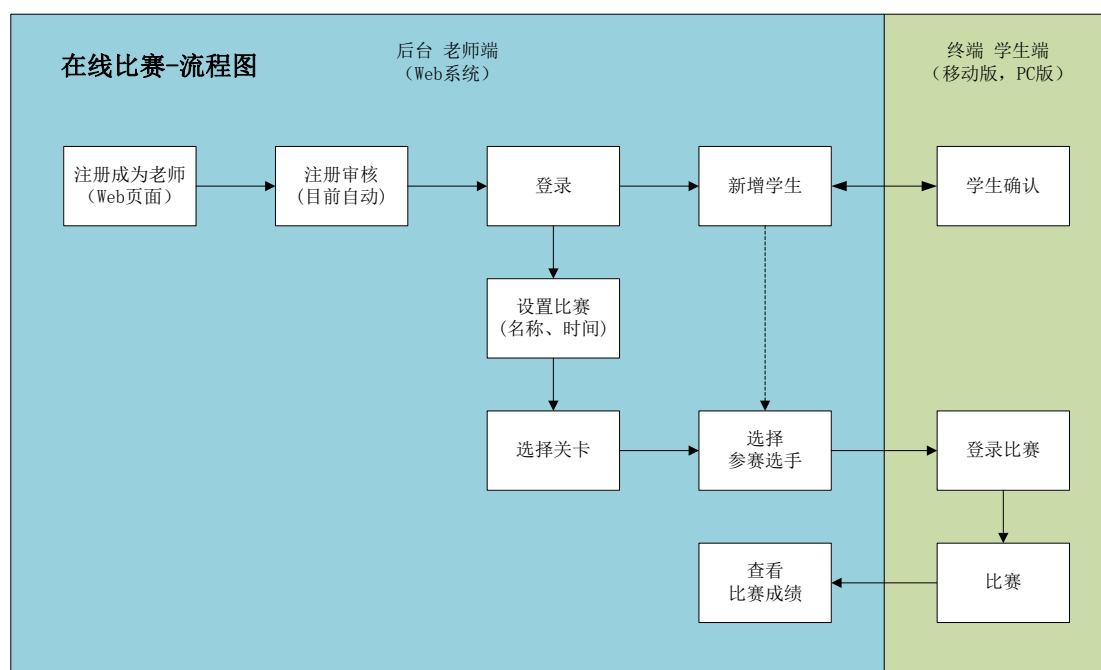 在线比赛-流程图
后台 老师端
（Web系统）
终端 学生端
（移动版，PC版）
注册成为老师
（Web页面）
注册审核
(目前自动)
登录
新增学生
学生确认
设置比赛
(名称、时间)
选择关卡
选择
参赛选手
登录比赛
查看
比赛成绩
比赛